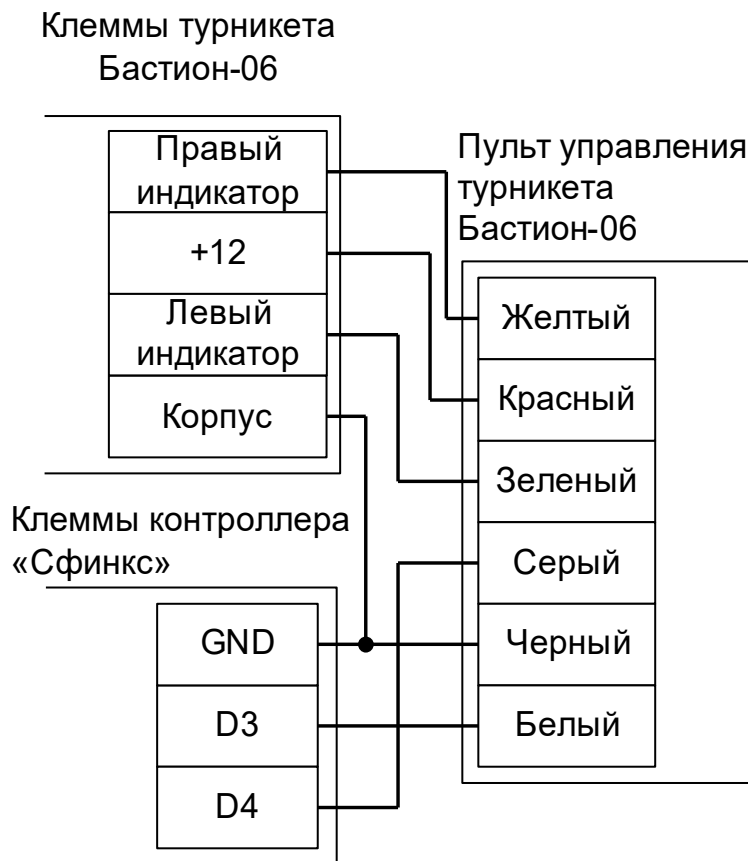 Клеммы турникета
Бастион-06
Правый
индикатор
+12
Левый
индикатор
Корпус
Пульт управления
турникета
Бастион-06
Желтый
Красный
Зеленый
Серый
Черный
Белый
Клеммы контроллера
«Сфинкс»
GND
D3
D4